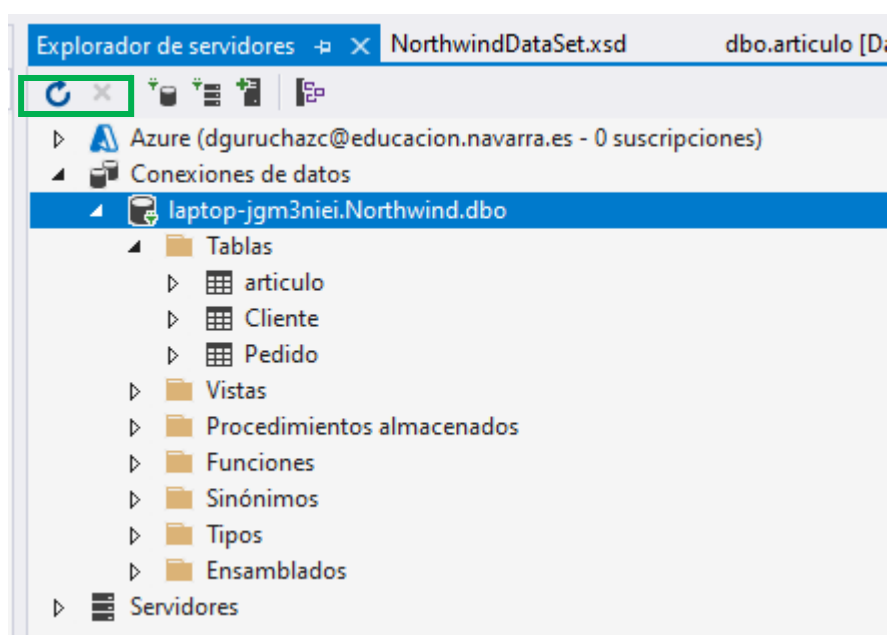 Explorador de servidores NorthwindDataSet.xsd dbo.articulo [Da
Azure (dguruchazc@educacion.navarra.es - 0 suscripciones)
Conexiones de datos
laptop-jgm3niei.Northwind.dbo
Tablas
articulo
Cliente
Pedido
Vistas
Procedimientos almacenados
Funciones
Sinónimos
Tipos
Ensamblados
Servidores